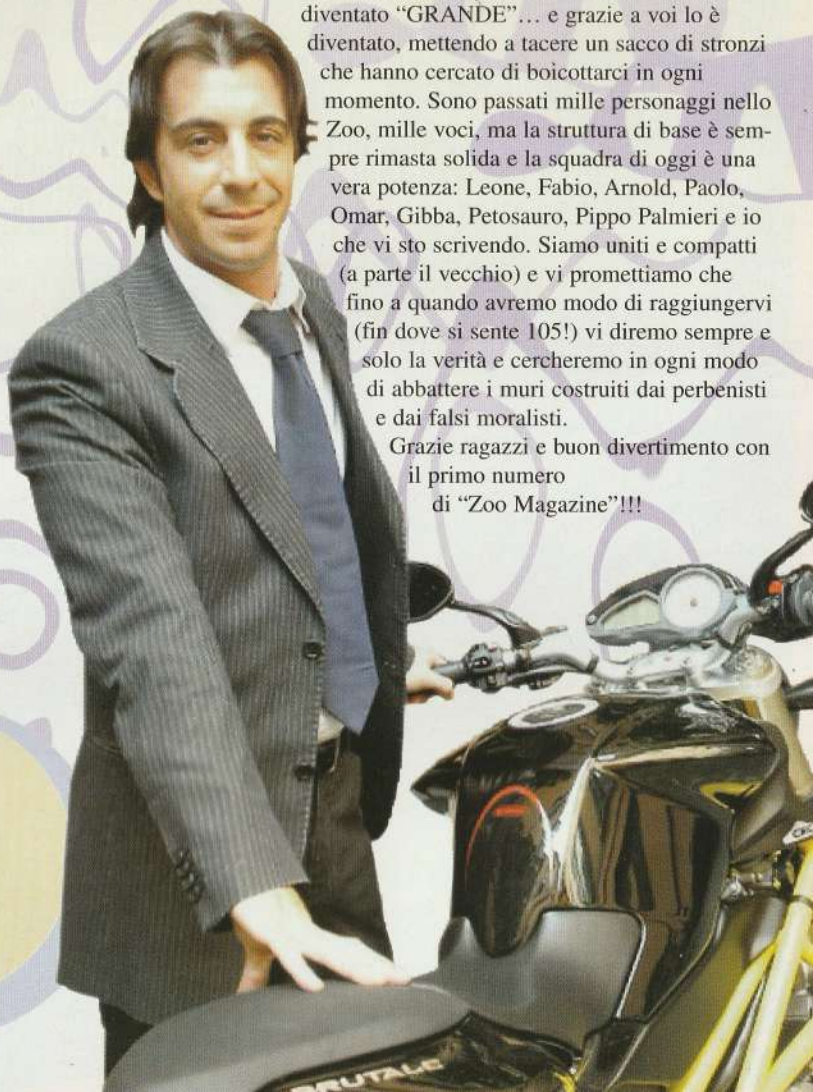 diventato “GRANDE”… e grazie a voi lo è
diventato, mettendo a tacere un sacco di stronzi
che hanno cercato di boicottarci in ogni
momento. Sono passati mille personaggi nello
Zoo, mille voci, ma la struttura di base è sem-
pre rimasta solida e la squadra di oggi è una
vera potenza: Leone, Fabio, Arnold, Paolo,
Omar, Gibba, Petosauro, Pippo Palmieri e io
che vi sto scrivendo. Siamo uniti e compatti
(a parte il vecchio) e vi promettiamo che
fino a quando avremo modo di raggiungervi
(fin dove si sente 105!) vi diremo sempre e
solo la verità e cercheremo in ogni modo
di abbattere i muri costruiti dai perbenisti
e dai falsi moralisti.
Grazie ragazzi e buon divertimento con
il primo numero
di “Zoo Magazine”!!!
BRUTALE